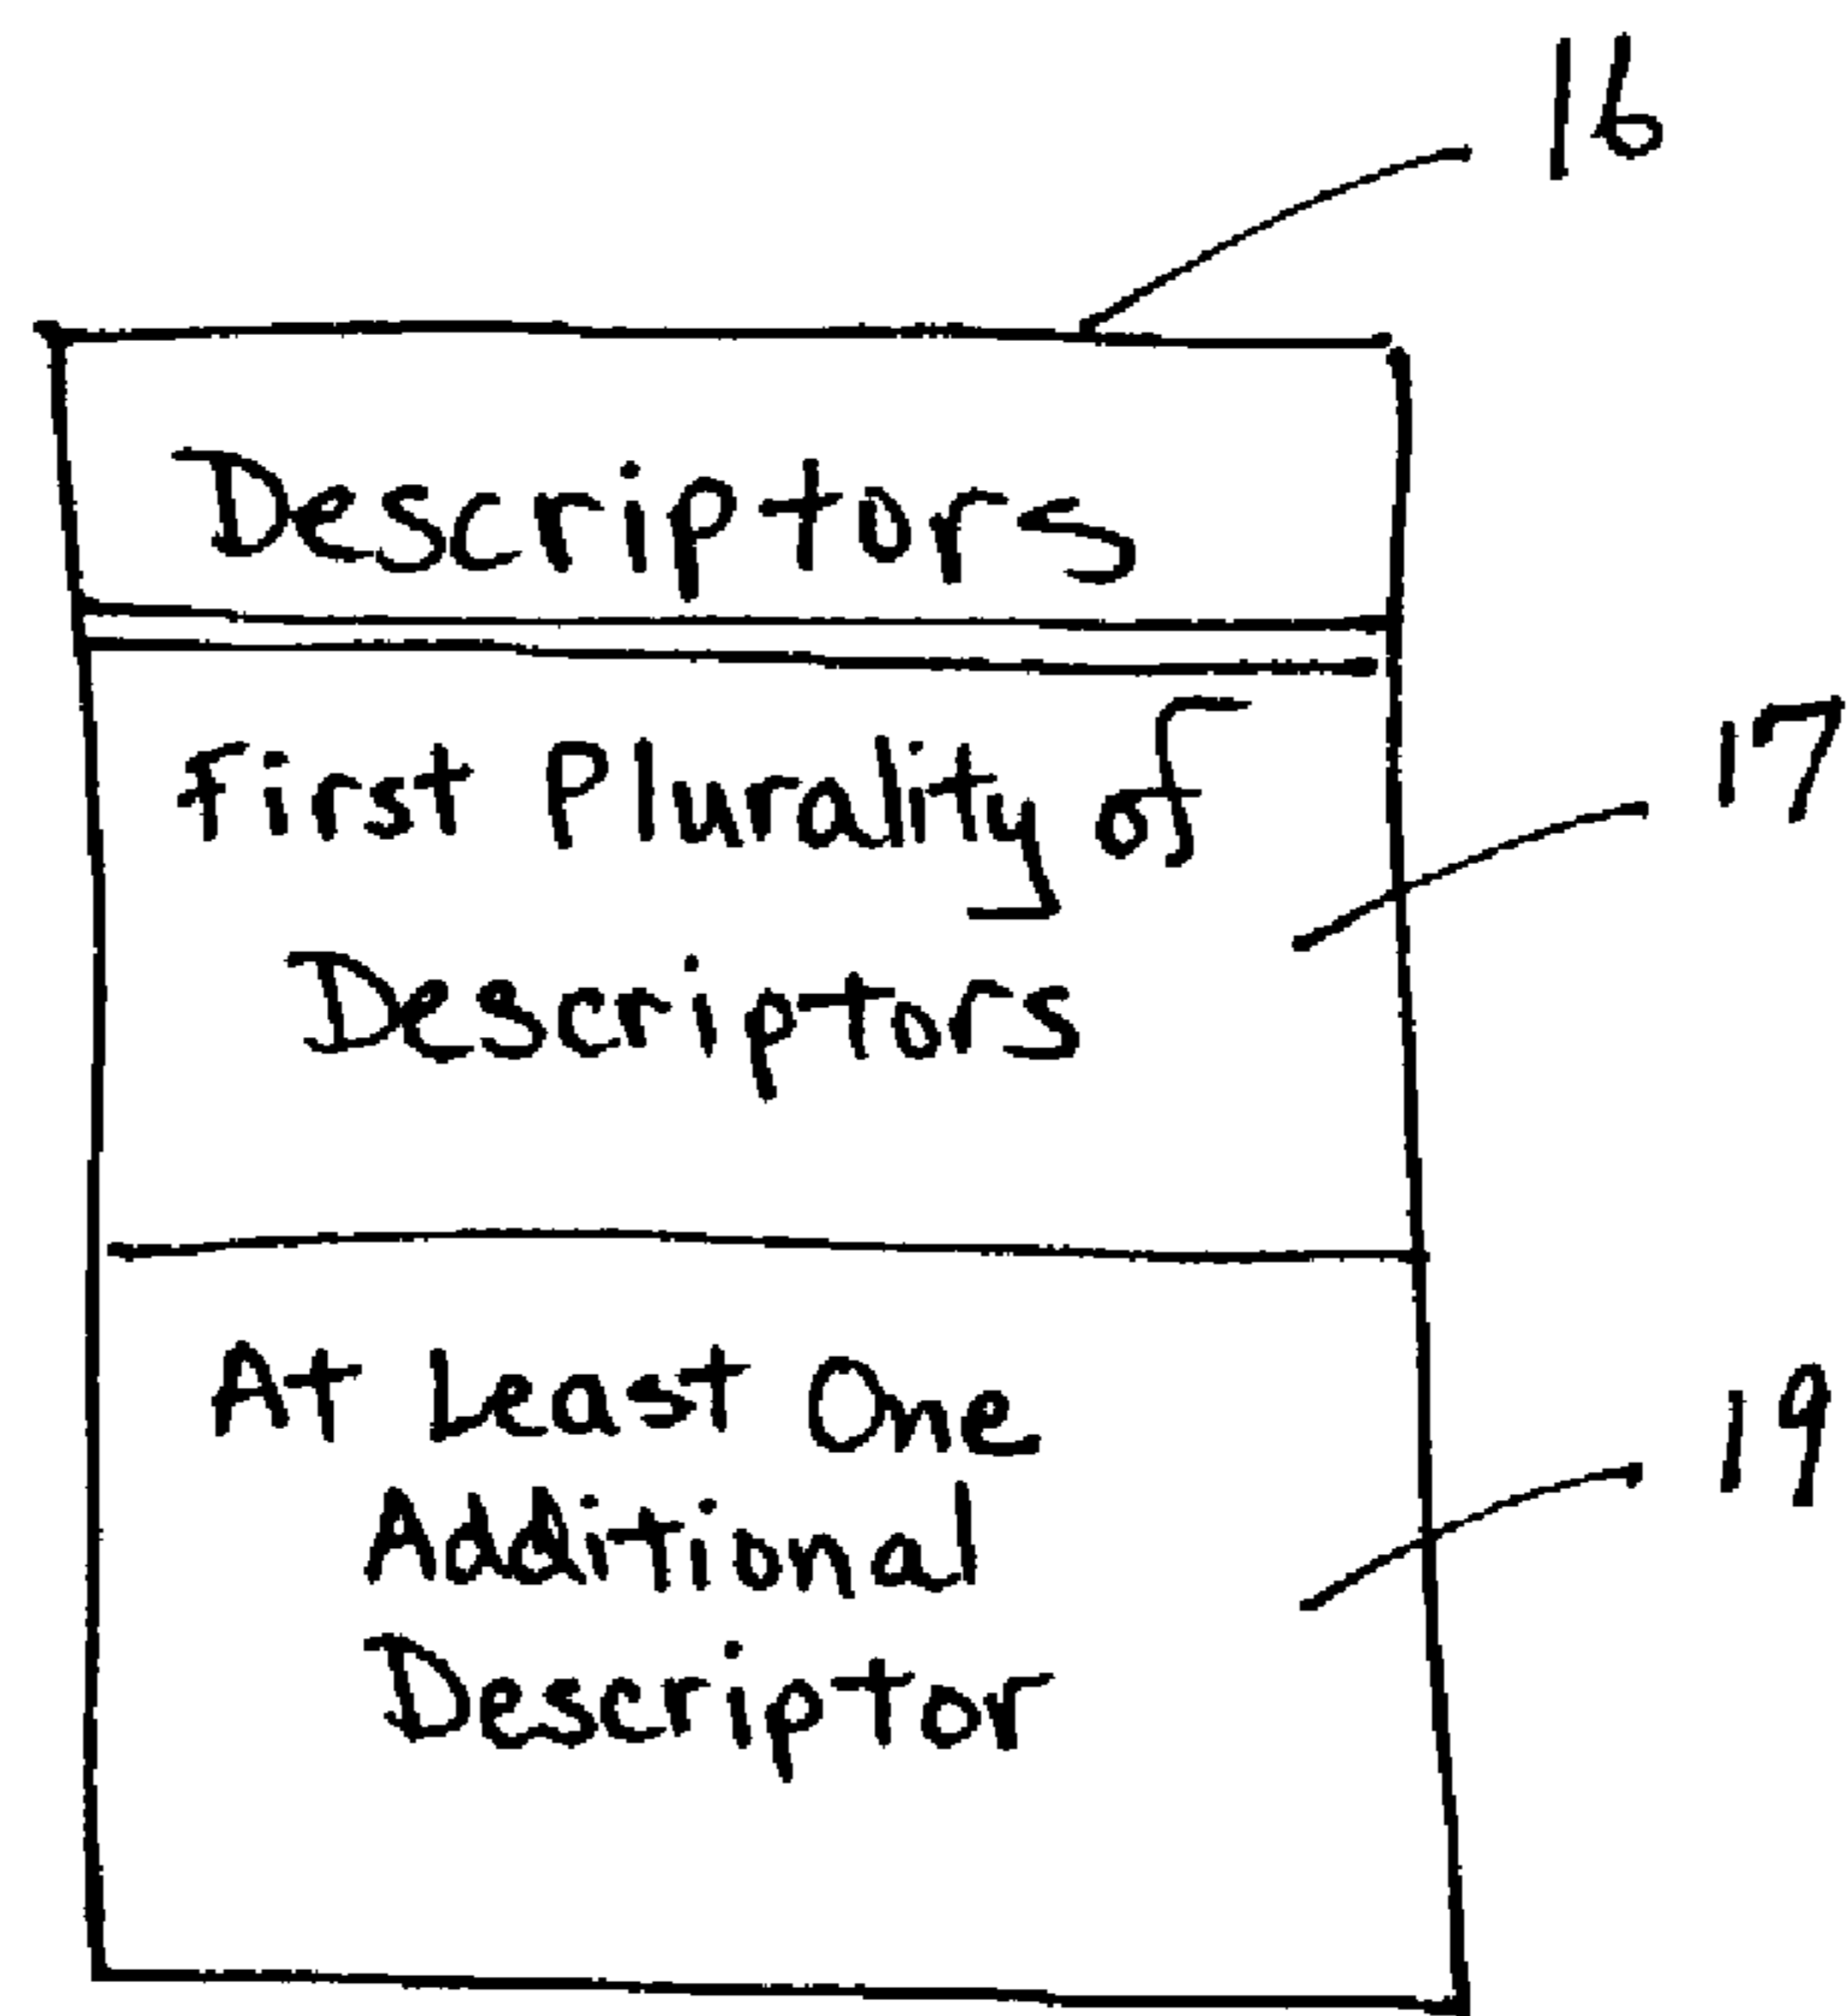 16
Descriptors
First Plurality of
17
Descriptors
At Least One
19
Additional
Descriptor